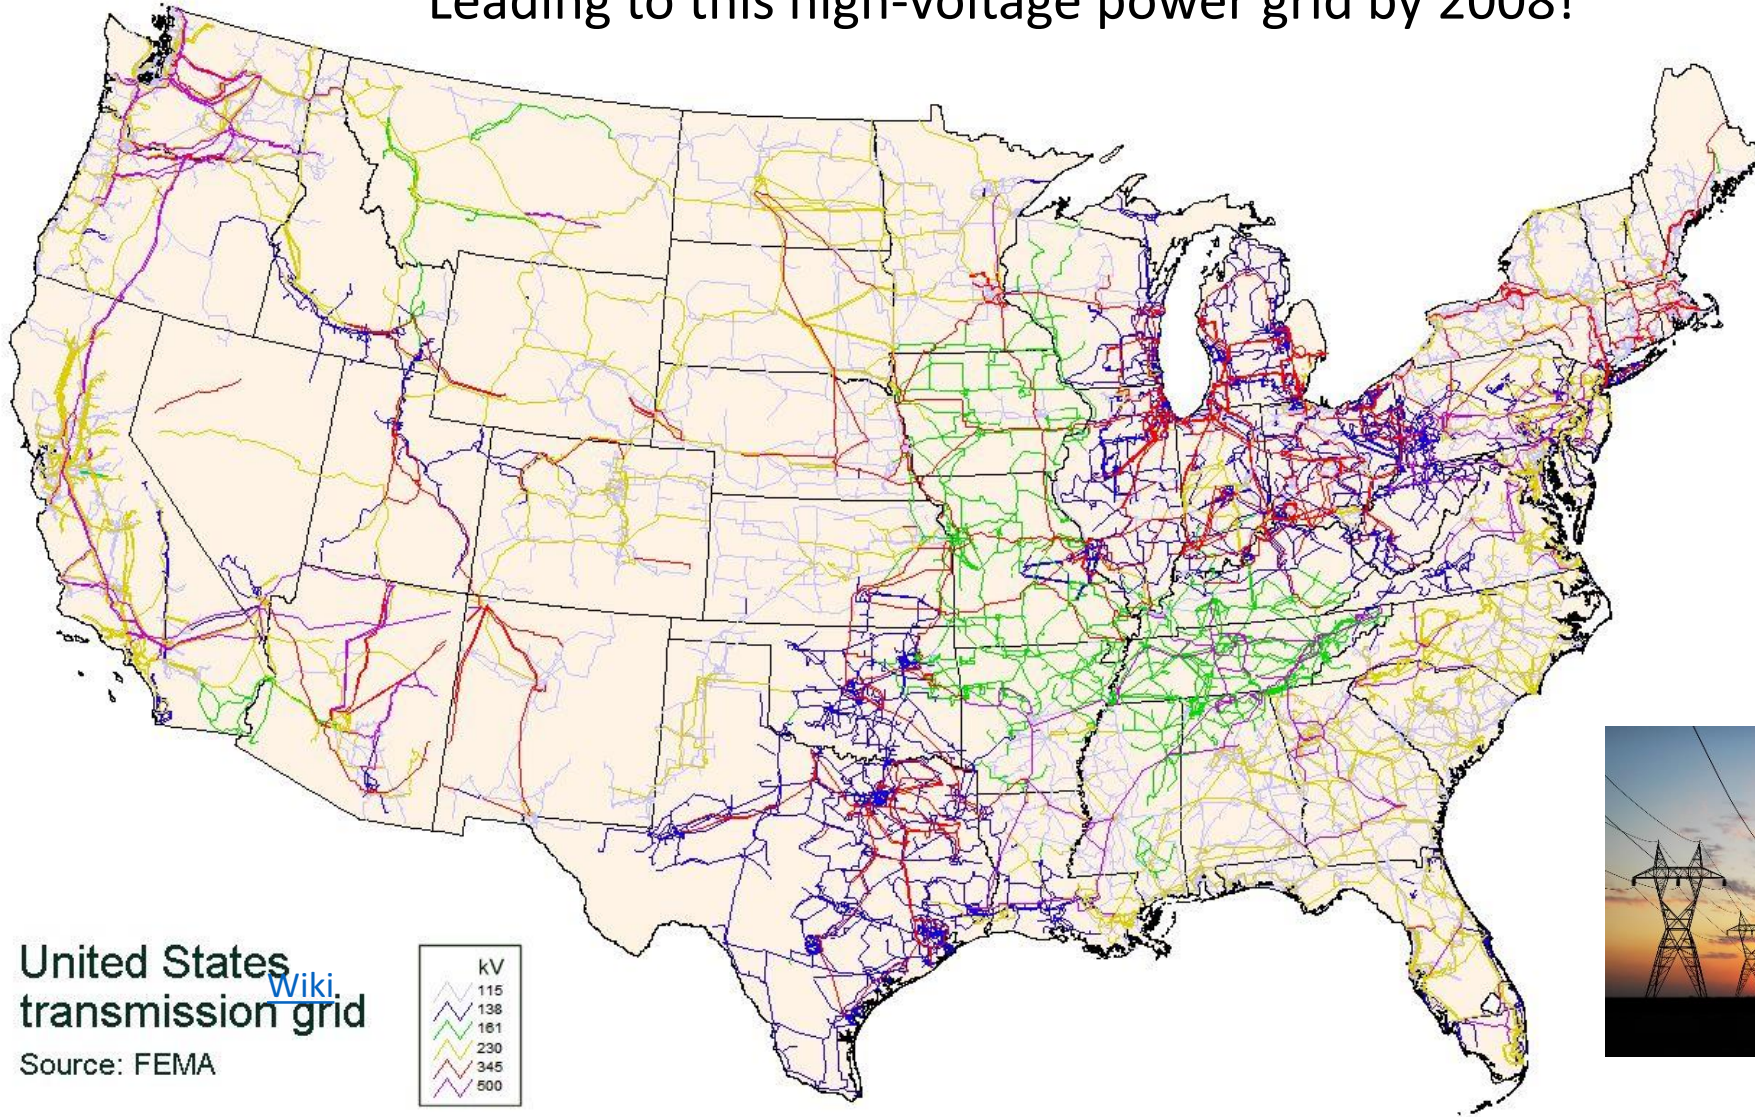 Leading to this high-voltage power grid by 2008!
United States
Wiki
transmission grid
Source: FEMA
kV
115
138
161
230
345
500